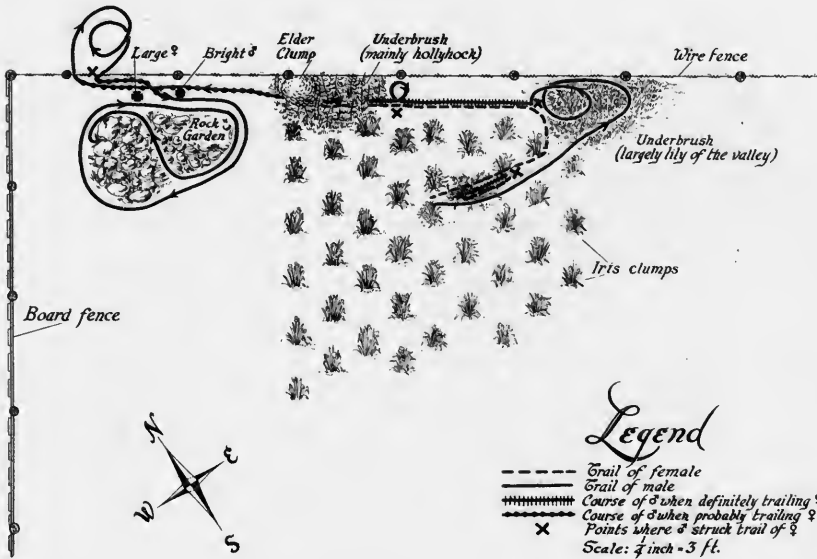 Large ♀
Bright ♂
Elder
Clump
Underbrush
(mainly hollyhock)
Wire fence
Rock
Garden
Underbrush
(largely lily of the valley)
Iris clumps
Board fence
N
E
W
S
Legend
Trail of female
Trail of male
Course of ♂ when definitely trailing ♀
Course of ♂ when probably trailing ♀
Points where ♂ struck trail of ♀
Scale: ¼ inch = 3 ft.